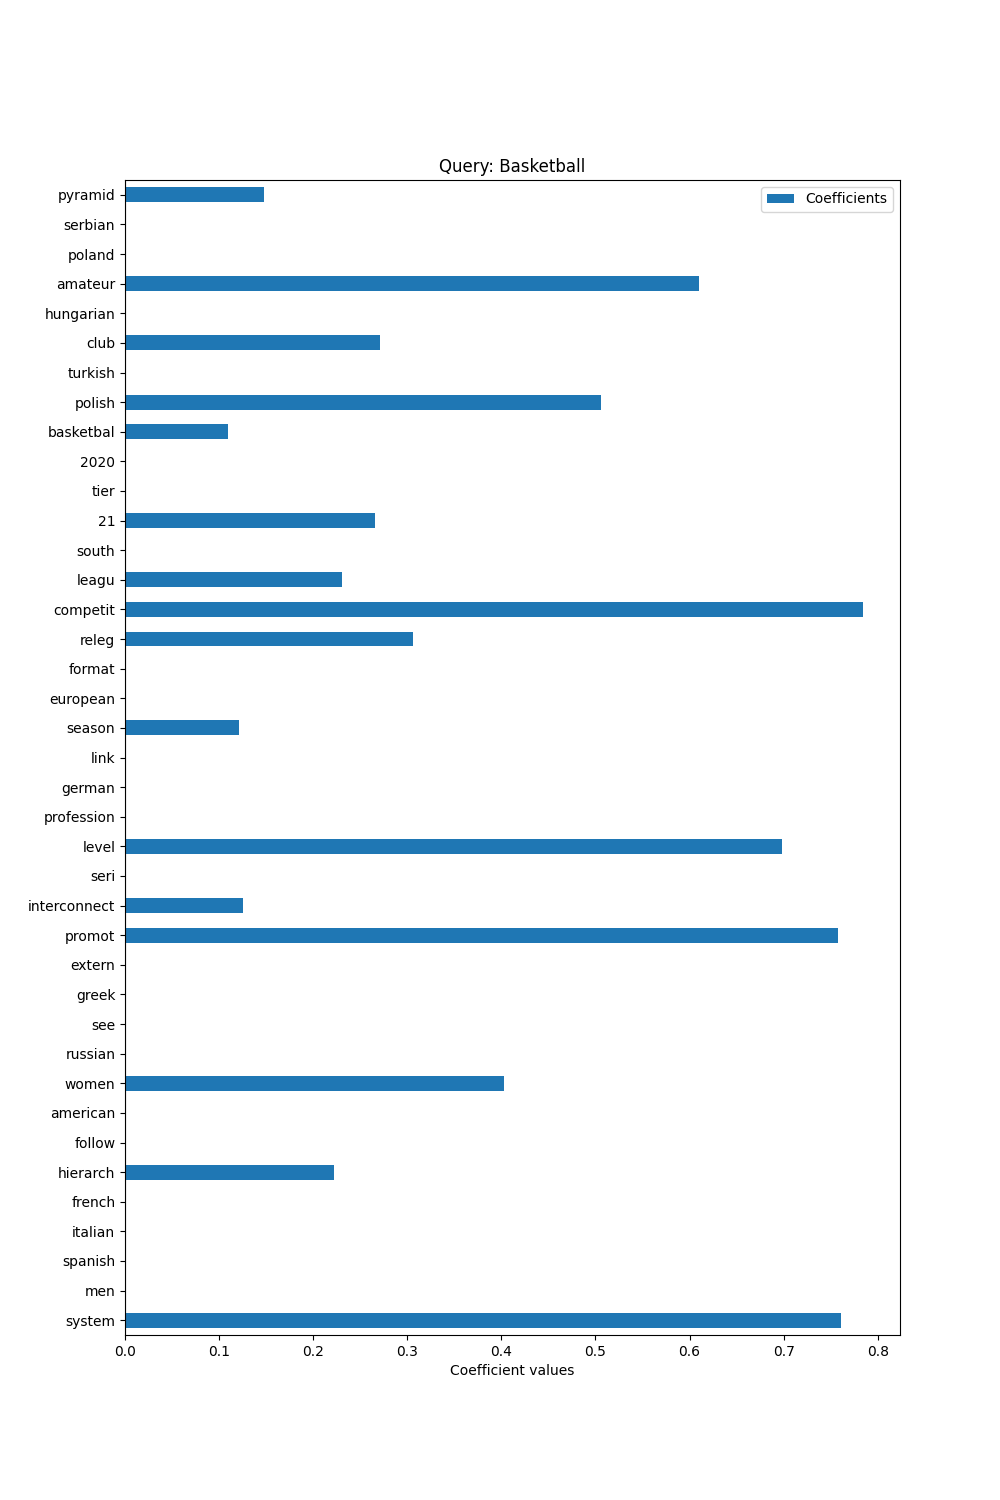 Query: Basketball
Coefficients
pyramid
serbian
poland
amateur
hungarian
club
turkish
polish
basketbal
2020
tier
21
south
leagu
competit
releg
format
european
season
link
german
profession
level
seri
interconnect
promot
extern
greek
see
russian
women
american
follow
hierarch
french
italian
spanish
men
system
0.0 0.1 0.2 0.3 0.4 0.5 0.6 0.7 0.8
Coefficient values